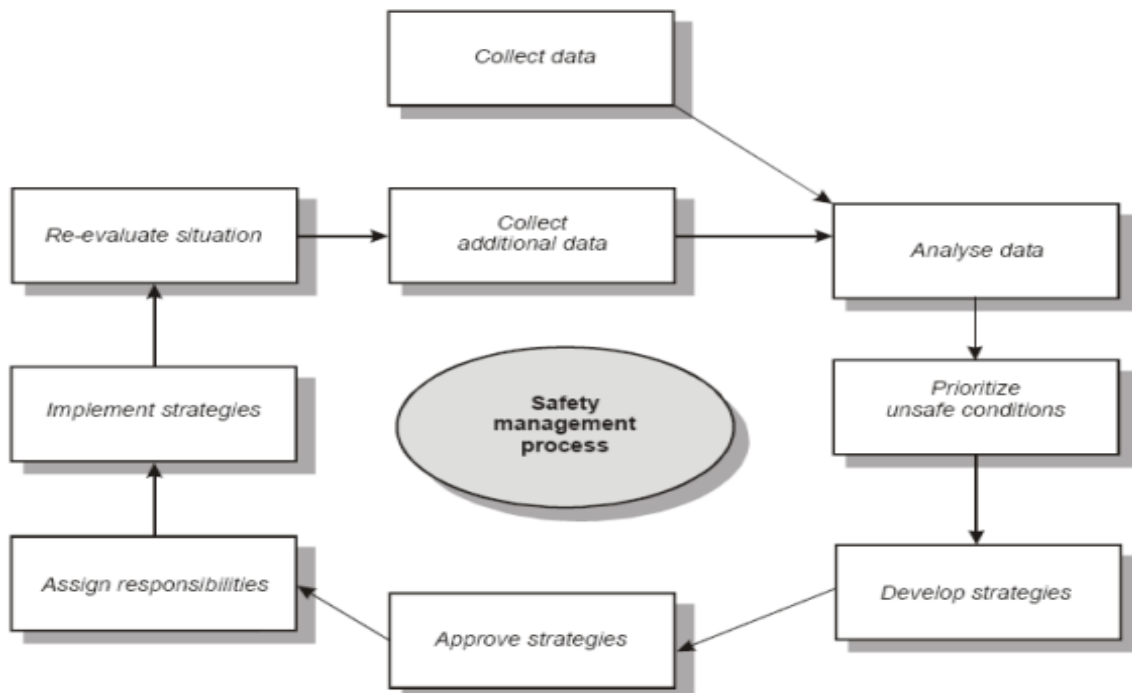 Collect data
Re-evaluate situation
Collect
additional data
Analyse data
Implement strategies
Safety
management
process
Prioritize
unsafe conditions
Assign responsibilities
Approve strategies
Develop strategies